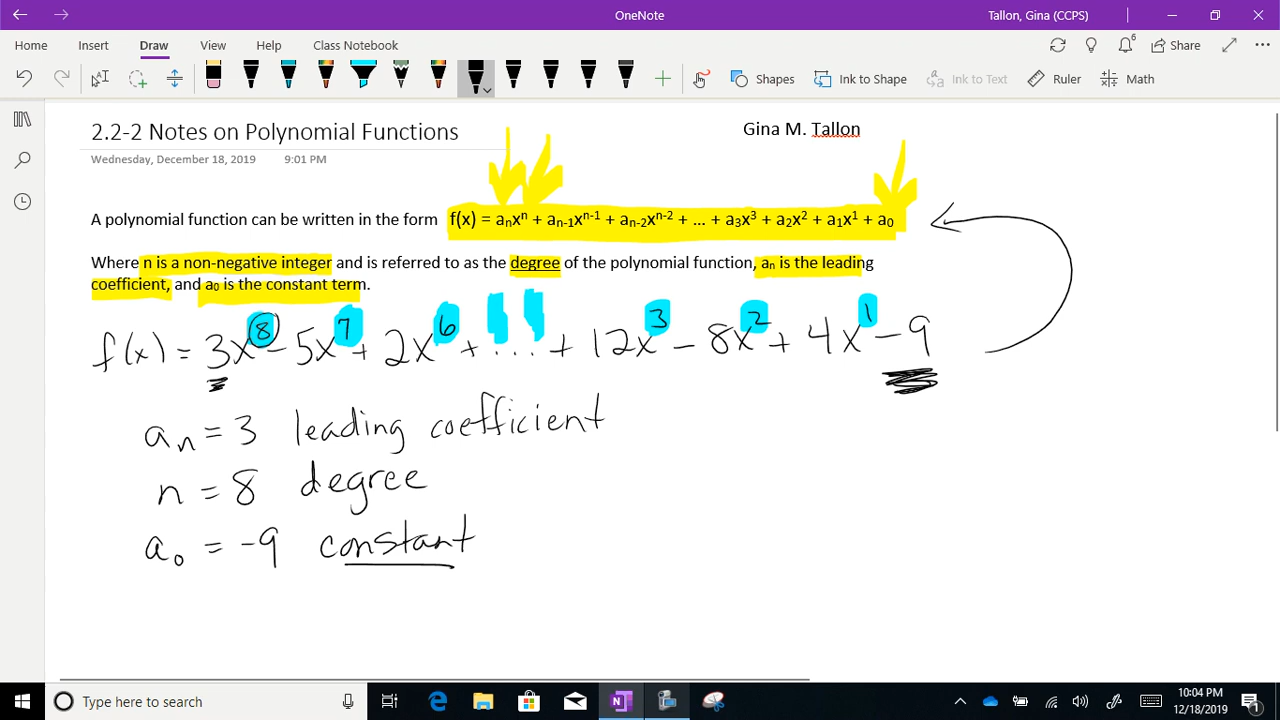 OneNote
Tallon, Gina (CCPS)
Home Insert Draw View Help Class Notebook
6
Share
Shapes Ink to Shape Ink to Text Ruler Math
2.2-2 Notes on Polynomial Functions
Gina M. Tallon
Wednesday, December 18, 2019 9:01 PM
A polynomial function can be written in the form f(x) = aₙxⁿ + aₙ₋₁xⁿ⁻¹ + aₙ₋₂xⁿ⁻² + ... + a₃x³ + a₂x² + a₁x¹ + a₀
Where n is a non-negative integer and is referred to as the degree of the polynomial function, aₙ is the leading
coefficient, and a₀ is the constant term.
f(x) = 3x⁸ - 5x⁷ + 2x⁶ + ... + 12x³ - 8x² + 4x¹ - 9
aₙ = 3 leading coefficient
n = 8 degree
a₀ = -9 constant
Type here to search
10:04 PM
12/18/2019
1